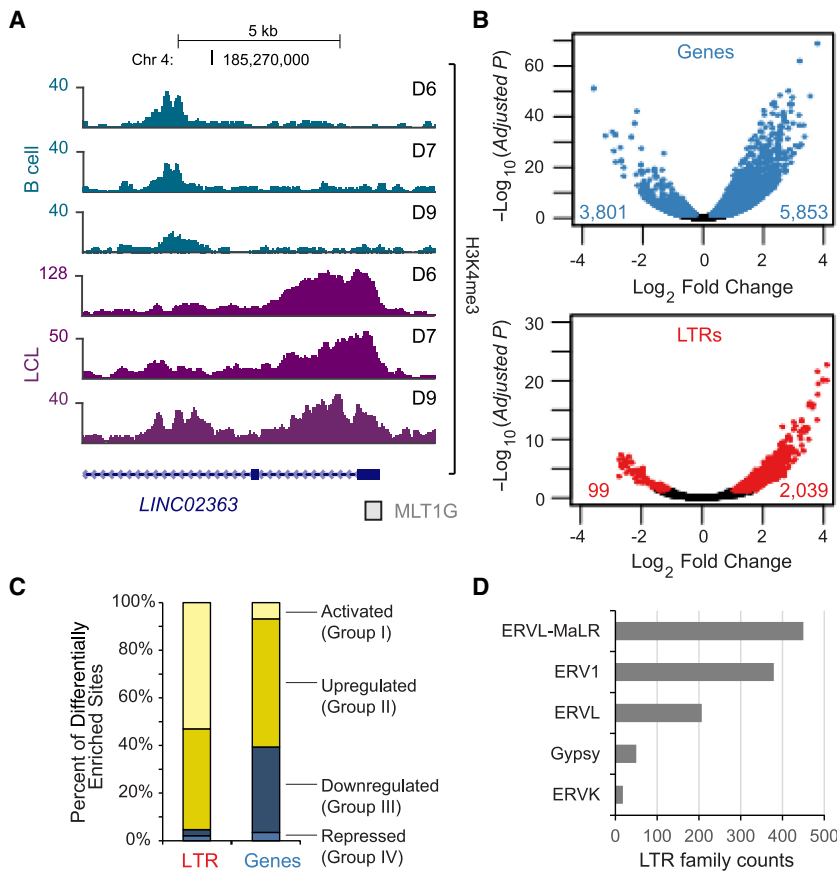 A
5 kb
Chr 4: 185,270,000
40
D6
40
D7
40
D9
B cell
128
D6
50
D7
40
D9
LCL
H3K4me3
LINC02363
MLT1G
B
Genes
60
40
20
0
−Log10(Adjusted P)
3,801
5,853
-4 -2 0 2 4
Log2 Fold Change
LTRs
30
20
10
0
−Log10(Adjusted P)
99
2,039
-4 -2 0 2 4
Log2 Fold Change
C
100%
80%
60%
40%
20%
0%
Percent of Differentially
Enriched Sites
Activated
(Group I)
Upregulated
(Group II)
Downregulated
(Group III)
Repressed
(Group IV)
LTR Genes
D
ERVL-MaLR
ERV1
ERVL
Gypsy
ERVK
0 100 200 300 400 500
LTR family counts